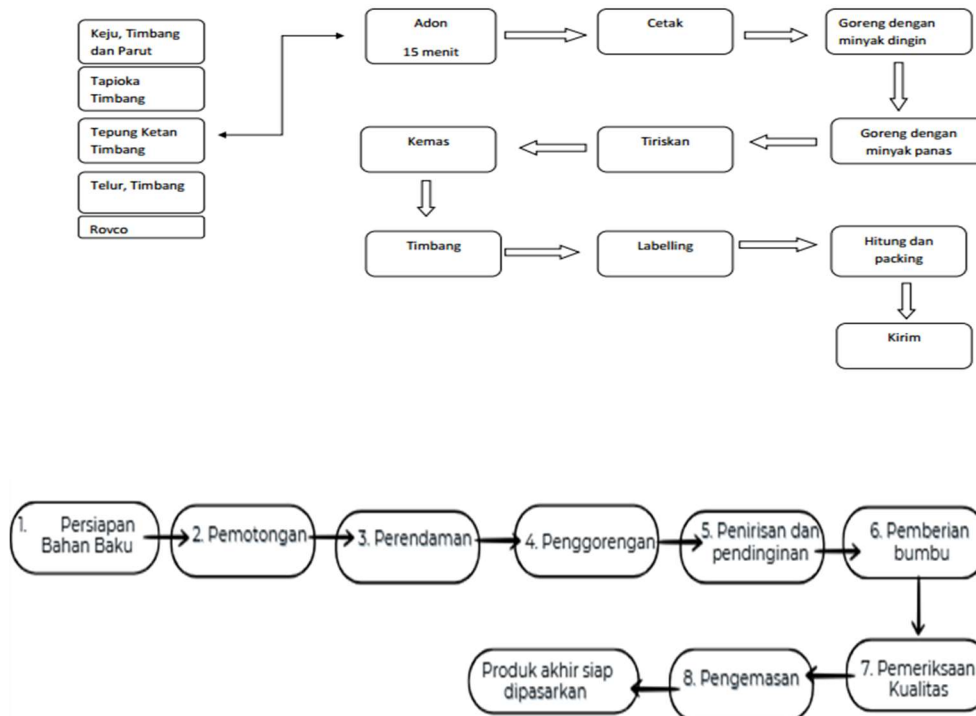 Keju, Timbang
dan Parut
Tapioka
Timbang
Tepung Ketan
Timbang
Telur, Timbang
Rovco
Adon
15 menit
Cetak
Goreng dengan
minyak dingin
Goreng dengan
minyak panas
Tiriskan
Kemas
Timbang
Labelling
Hitung dan
packing
Kirim
1. Persiapan
Bahan Baku
2. Pemotongan
3. Perendaman
4. Penggorengan
5. Penirisan dan
pendinginan
6. Pemberian
bumbu
7. Pemeriksaan
Kualitas
8. Pengemasan
Produk akhir siap
dipasarkan